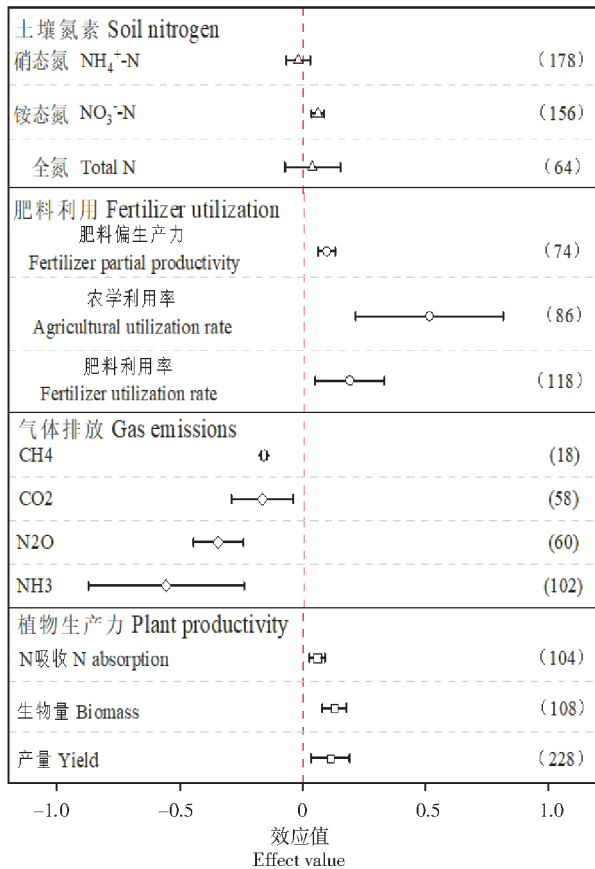 土壤氮素 Soil nitrogen
硝态氮 NH₄⁺-N (178)
铵态氮 NO₃⁻-N (156)
全氮 Total N (64)
肥料利用 Fertilizer utilization
肥料偏生产力
Fertilizer partial productivity (74)
农学利用率
Agricultural utilization rate (86)
肥料利用率
Fertilizer utilization rate (118)
气体排放 Gas emissions
CH4 (18)
CO2 (58)
N2O (60)
NH3 (102)
植物生产力 Plant productivity
N吸收 N absorption (104)
生物量 Biomass (108)
产量 Yield (228)
–1.0 –0.5 0 0.5 1.0
效应值
Effect value